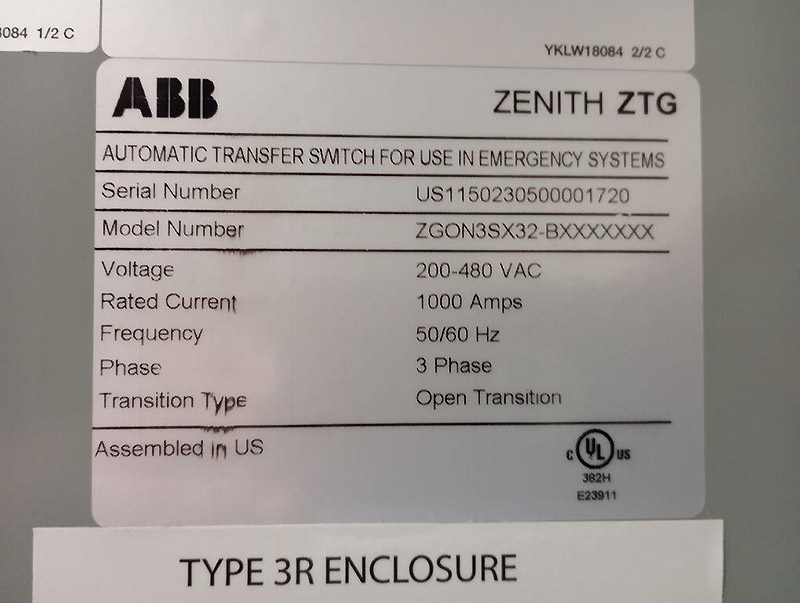 8084 1/2 C
YKLW18084 2/2 C
ABB ZENITH ZTG
AUTOMATIC TRANSFER SWITCH FOR USE IN EMERGENCY SYSTEMS
Serial Number US1150230500001720
Model Number ZGON3SX32-BXXXXXXX
Voltage 200-480 VAC
Rated Current 1000 Amps
Frequency 50/60 Hz
Phase 3 Phase
Transition Type Open Transition
Assembled in US
C UL US
382H
E23911
TYPE 3R ENCLOSURE